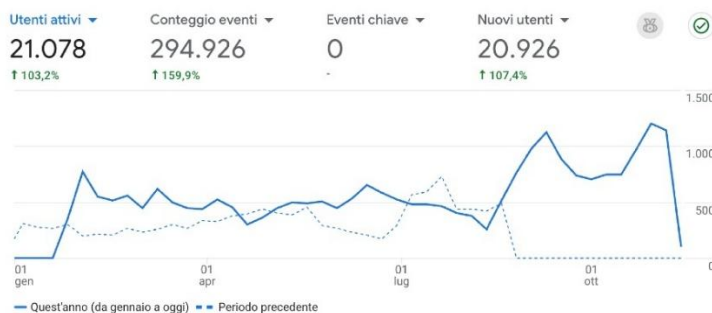 Utenti attivi Conteggio eventi Eventi chiave Nuovi utenti
21.078 294.926 0 20.926
103,2% 159,9% - 107,4%
1.500
1.000
500
0
01 01 01 01
gen apr lug ott
Quest'anno (da gennaio a oggi) Periodo precedente